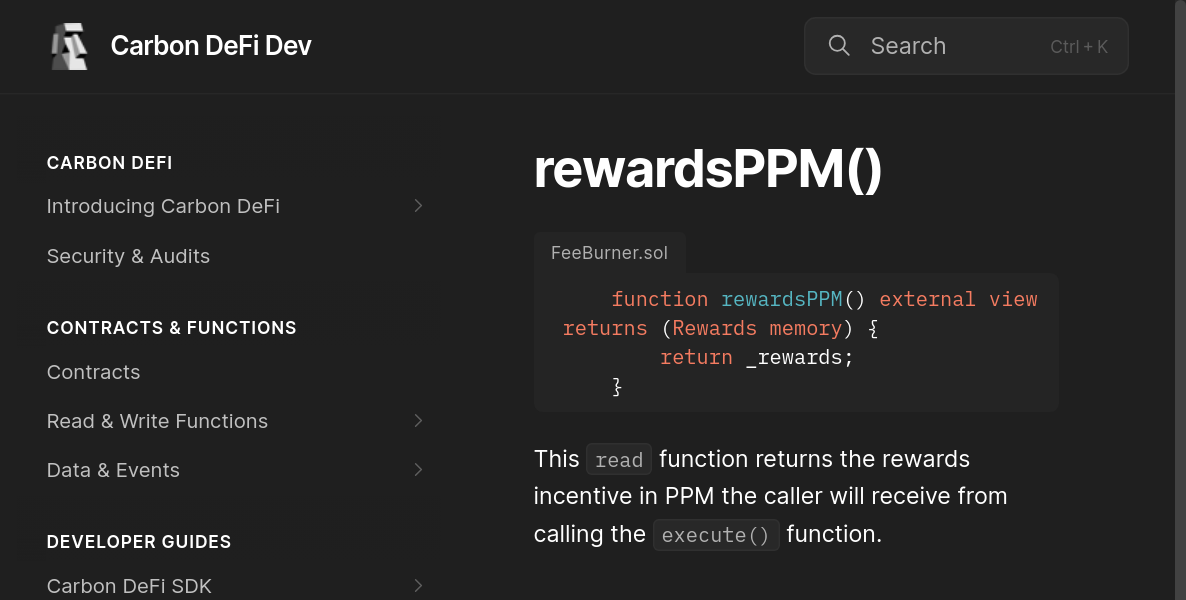 Carbon DeFi Dev
Search
Ctrl + K
CARBON DEFI
Introducing Carbon DeFi
Security & Audits
CONTRACTS & FUNCTIONS
Contracts
Read & Write Functions
Data & Events
DEVELOPER GUIDES
Carbon DeFi SDK
rewardsPPM()
FeeBurner.sol
function rewardsPPM() external view
returns (Rewards memory) {
return _rewards;
}
This read function returns the rewards
incentive in PPM the caller will receive from
calling the execute() function.